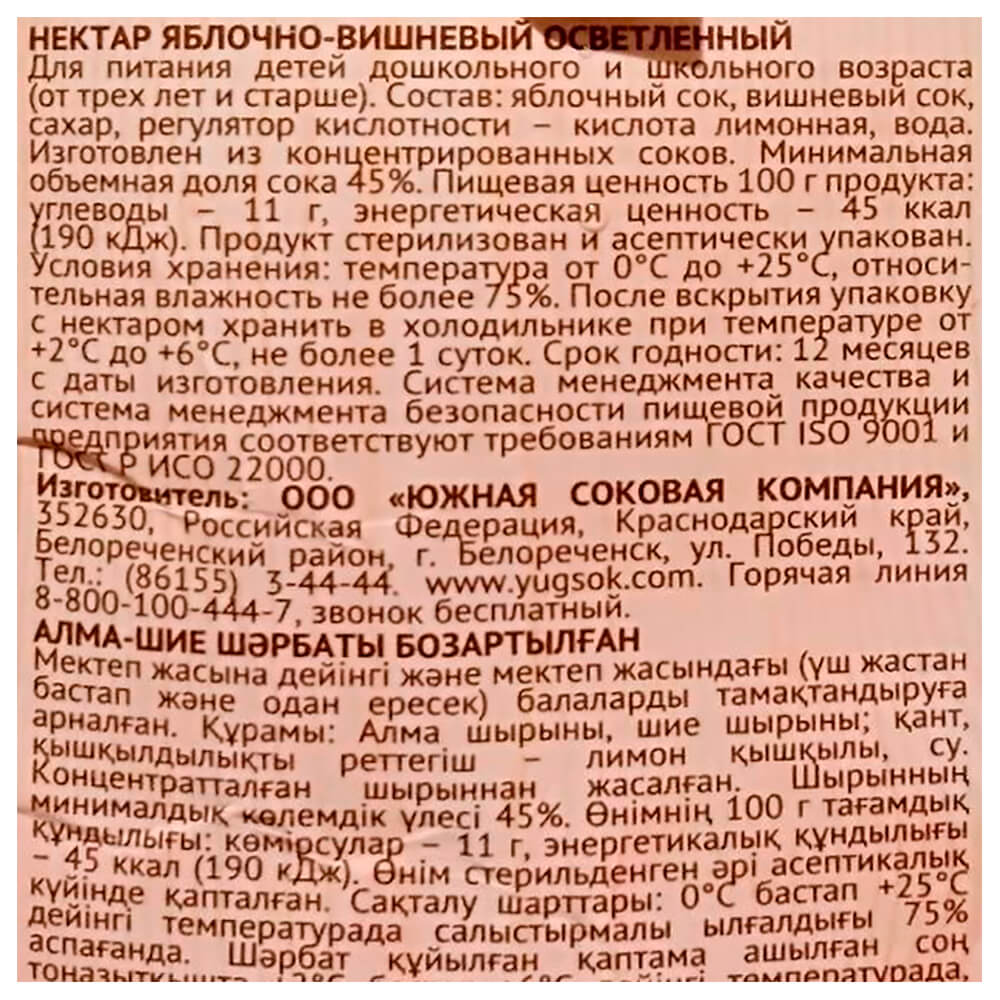 НЕКТАР ЯБЛОЧНО-ВИШНЕВЫЙ ОСВЕТЛЕННЫЙ
Для питания детей дошкольного и школьного возраста
(от трех лет и старше). Состав: яблочный сок, вишневый сок,
сахар, регулятор кислотности – кислота лимонная, вода.
Изготовлен из концентрированных соков. Минимальная
объемная доля сока 45%. Пищевая ценность 100 г продукта:
углеводы – 11 г, энергетическая ценность – 45 ккал
(190 кДж). Продукт стерилизован и асептически упакован.
Условия хранения: температура от 0°С до +25°С, относи-
тельная влажность не более 75%. После вскрытия упаковку
с нектаром хранить в холодильнике при температуре от
+2°С до +6°С, не более 1 суток. Срок годности: 12 месяцев
с даты изготовления. Система менеджмента качества и
система менеджмента безопасности пищевой продукции
предприятия соответствуют требованиям ГОСТ ISO 9001 и
ГОСТ Р ИСО 22000.
Изготовитель: ООО «ЮЖНАЯ СОКОВАЯ КОМПАНИЯ»,
352630, Российская Федерация, Краснодарский край,
Белореченский район, г. Белореченск, ул. Победы, 132.
Тел.: (86155) 3-44-44. www.yugsok.com. Горячая линия
8-800-100-444-7, звонок бесплатный.
АЛМА-ШИЕ ШӘРБАТЫ БОЗАРТЫЛҒАН
Мектеп жасына дейінгі және мектеп жасындағы (үш жастан
бастап және одан ересек) балаларды тамақтандыруға
арналған. Құрамы: Алма шырыны, шие шырыны; қант,
қышқылдылықты реттегіш – лимон қышқылы, су.
Концентратталған шырыннан жасалған. Шырынның
минималдық көлемдік үлесі 45%. Өнімнің 100 г тағамдық
құндылығы: көмірсулар – 11 г, энергетикалық құндылығы
– 45 ккал (190 кДж). Өнім стерильденген әрі асептикалық
күйінде қапталған. Сақталу шарттары: 0°С бастап +25°С
дейінгі температурада салыстырмалы ылғалдығы 75%
аспағанда. Шәрбат құйылған қаптама ашылған соң
тоназытқышта +2°С бастап +6°С дейінгі температурада,